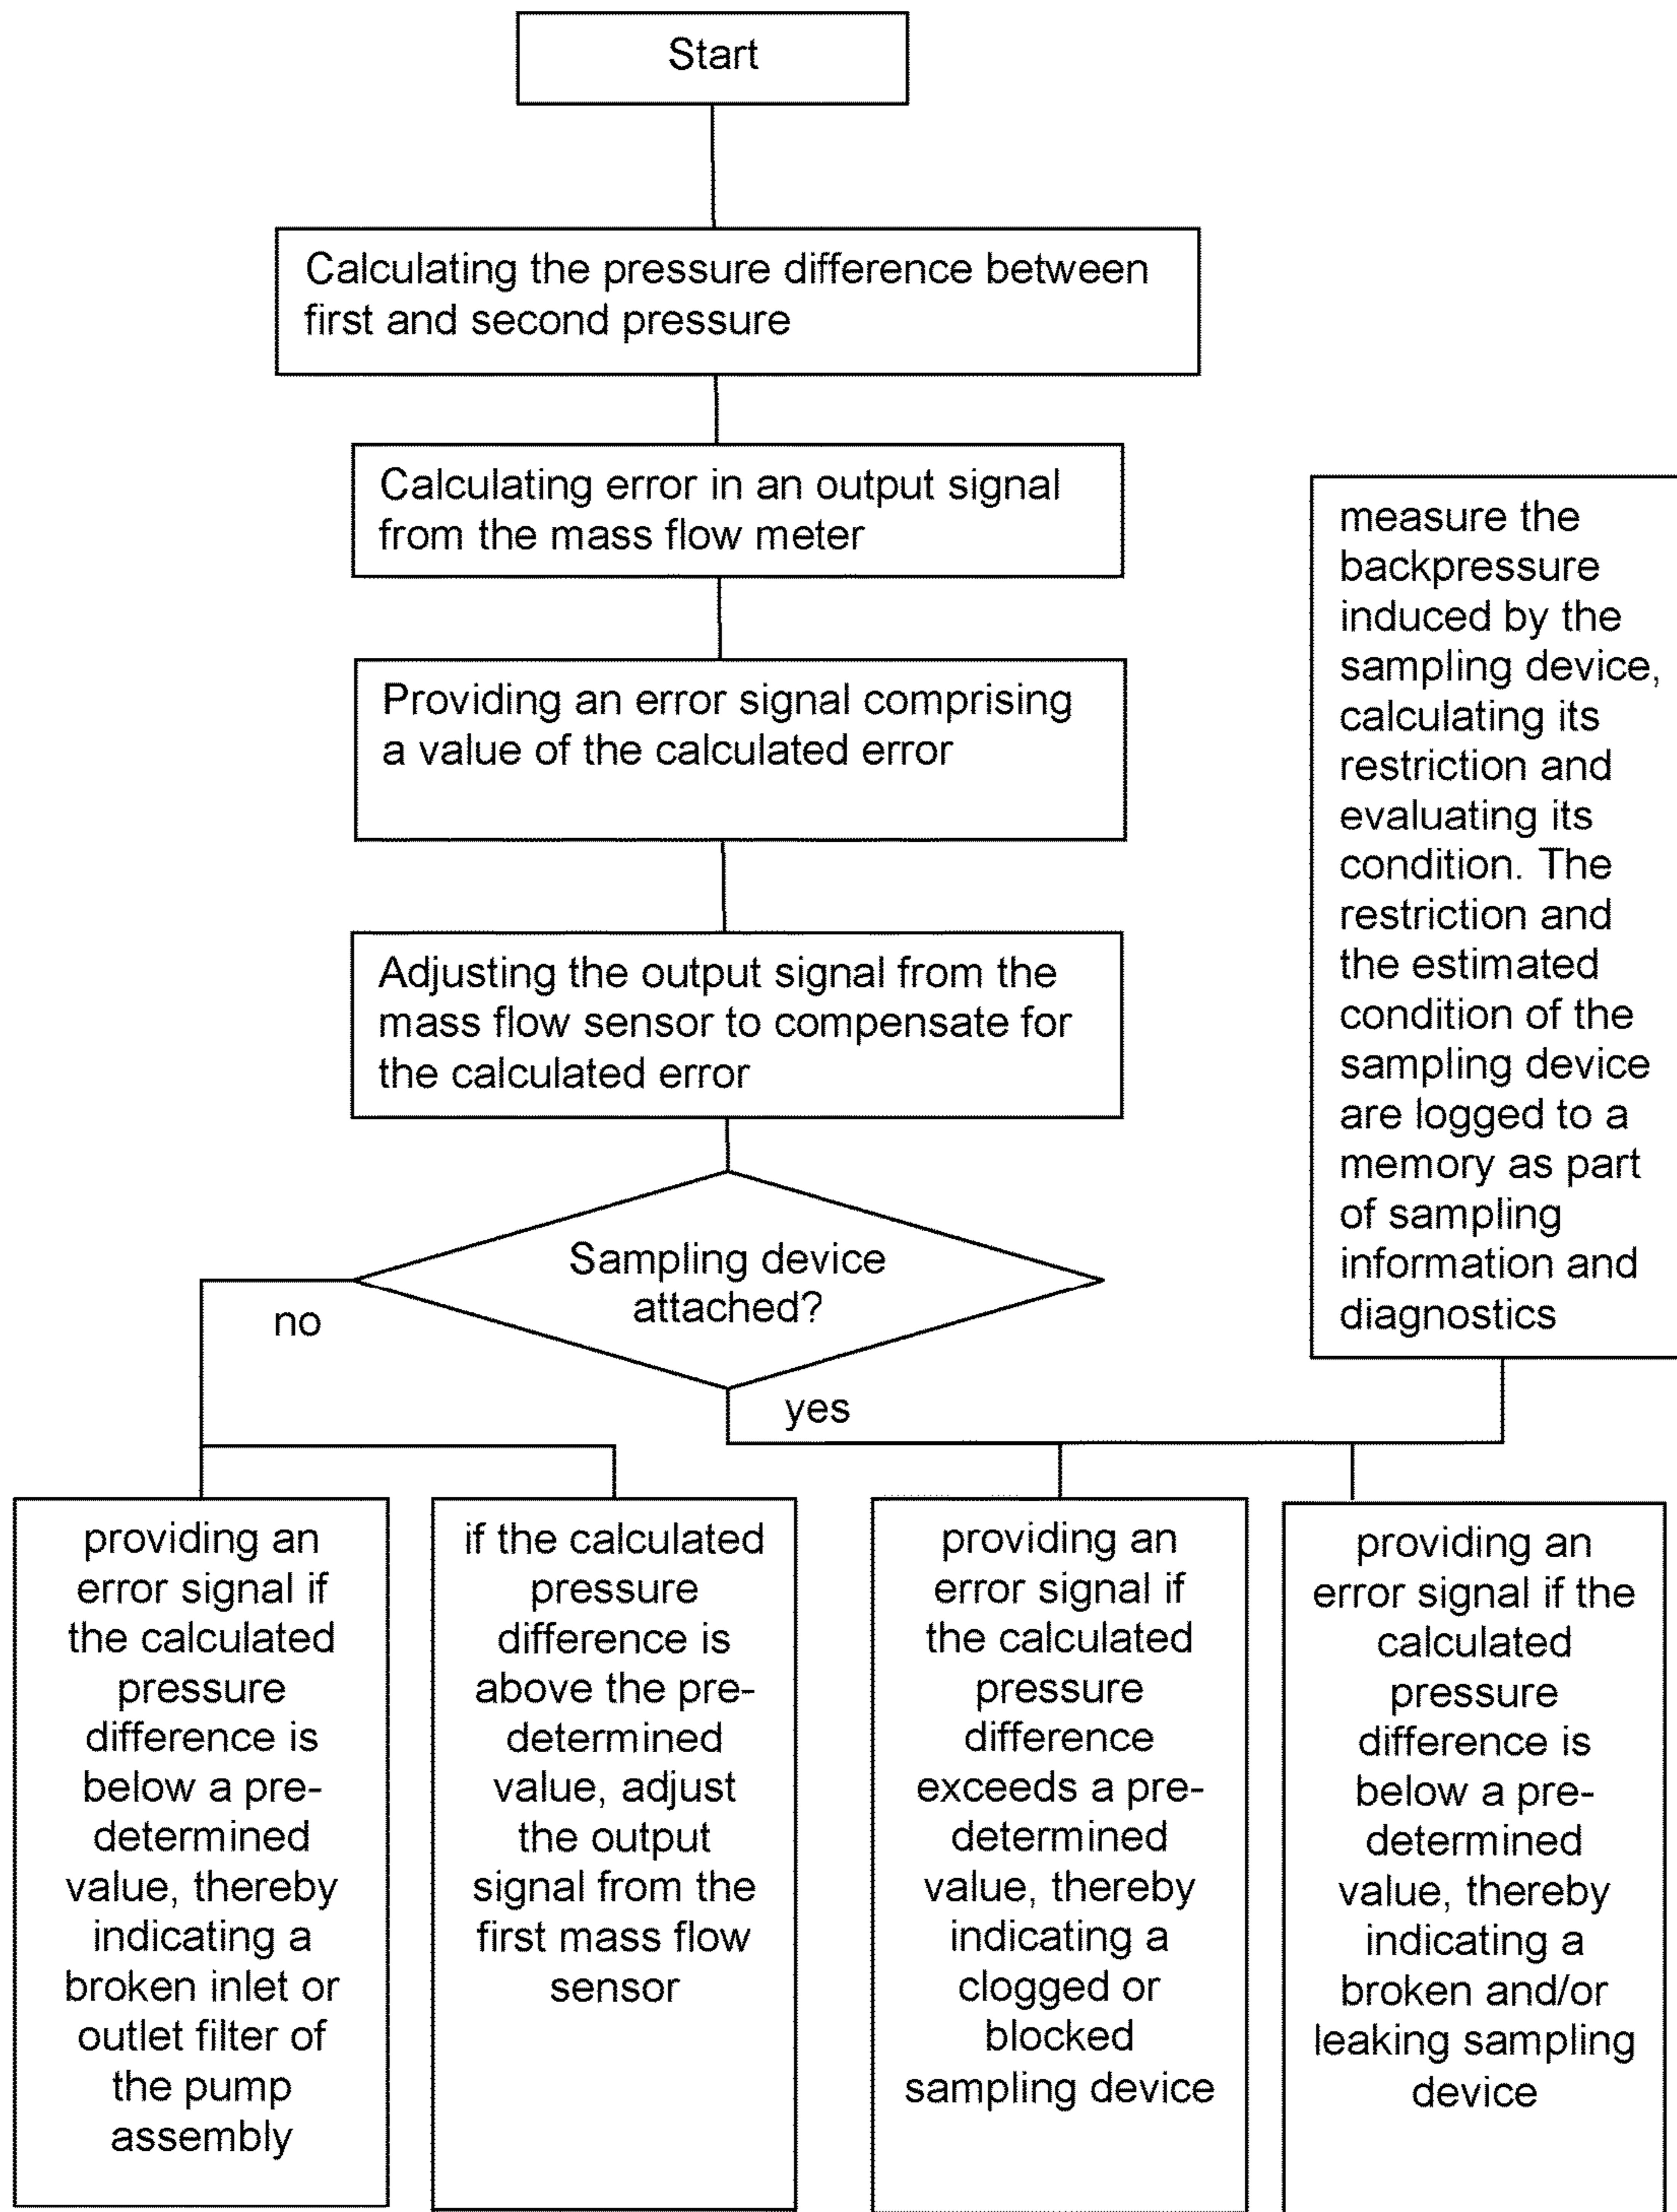 Start
Calculating the pressure difference between
first and second pressure
Calculating error in an output signal
from the mass flow meter
Providing an error signal comprising
a value of the calculated error
Adjusting the output signal from the
mass flow sensor to compensate for
the calculated error
measure the
backpressure
induced by the
sampling device,
calculating its
restriction and
evaluating its
condition. The
restriction and
the estimated
condition of the
sampling device
are logged to a
memory as part
of sampling
information and
diagnostics
Sampling device
attached?
no
yes
providing an
error signal if
the calculated
pressure
difference is
below a pre-
determined
value, thereby
indicating a
broken inlet or
outlet filter of
the pump
assembly
if the calculated
pressure
difference is
above the pre-
determined
value, adjust
the output
signal from the
first mass flow
sensor
providing an
error signal if
the calculated
pressure
difference
exceeds a pre-
determined
value, thereby
indicating a
clogged or
blocked
sampling device
providing an
error signal if the
calculated
pressure
difference is
below a pre-
determined
value, thereby
indicating a
broken and/or
leaking sampling
device